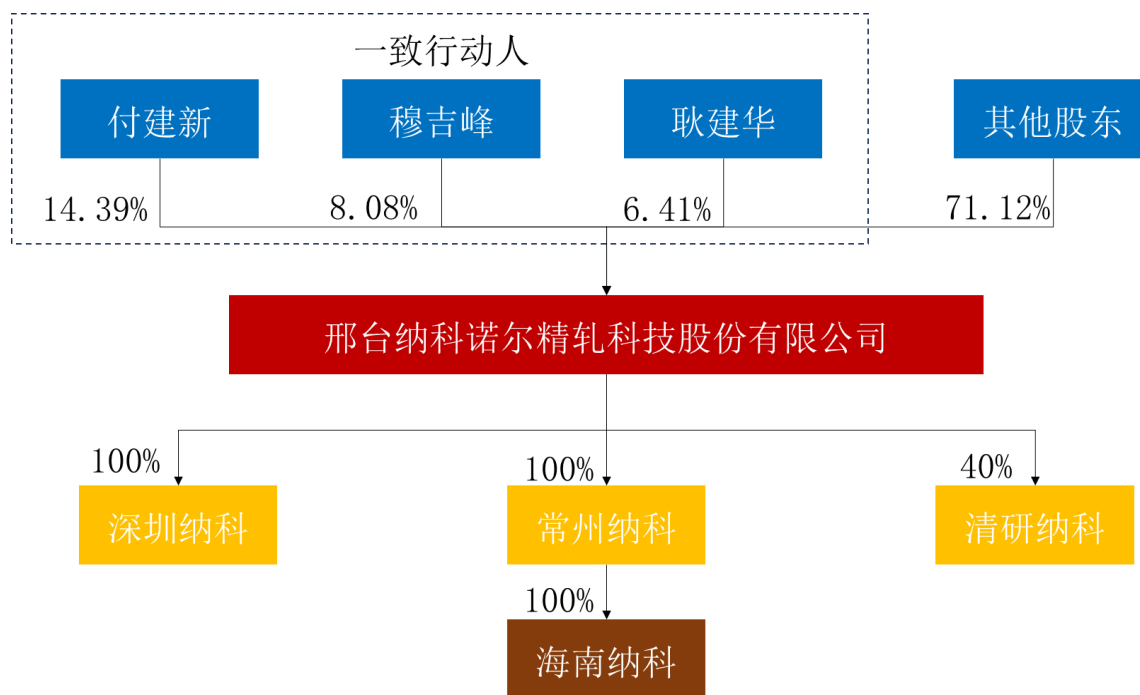 一致行动人
付建新
穆吉峰
耿建华
其他股东
14.39%
8.08%
6.41%
71.12%
邢台纳科诺尔精轧科技股份有限公司
100%
100%
40%
深圳纳科
常州纳科
清研纳科
100%
海南纳科